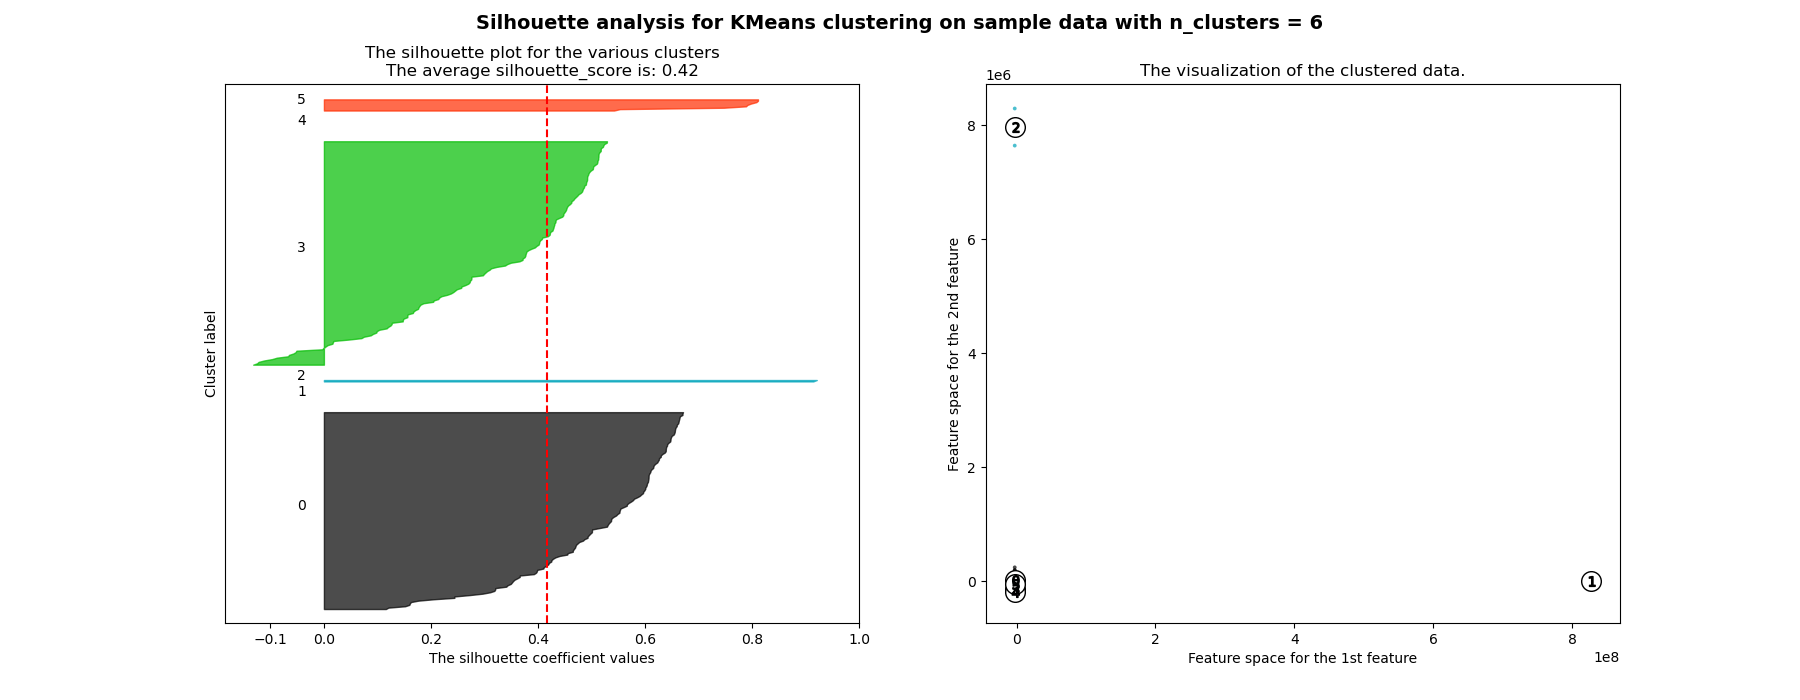 Silhouette analysis for KMeans clustering on sample data with n_clusters = 6
The silhouette plot for the various clusters
The average silhouette_score is: 0.42
5
4
3
2
1
0
Cluster label
−0.1
0.0
0.2
0.4
0.6
0.8
1.0
The silhouette coefficient values
The visualization of the clustered data.
1e6
8
6
4
2
0
Feature space for the 2nd feature
2
1
0
2
4
6
8
1e8
Feature space for the 1st feature